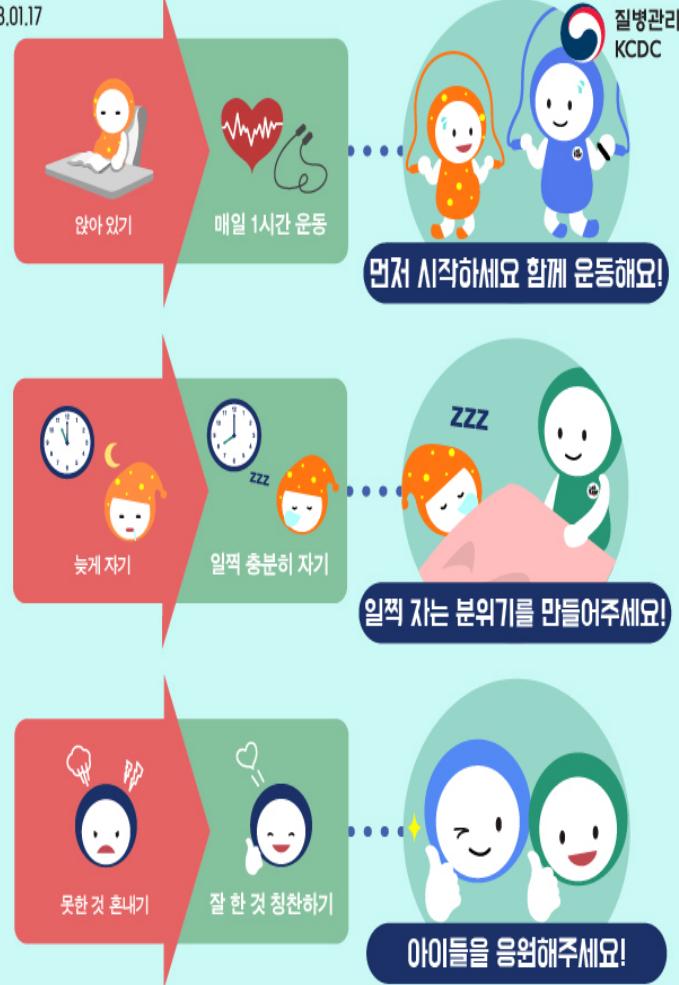 3.01.17
질병관리
KCDC
앉아 있기
매일 1시간 운동
먼저 시작하세요 함께 운동해요!
zzz
ZZZ
늦게 자기
일찍 충분히 자기
일찍 자는 분위기를 만들어주세요!
못한 것 혼내기
잘 한 것 칭찬하기
아이들을 응원해주세요!